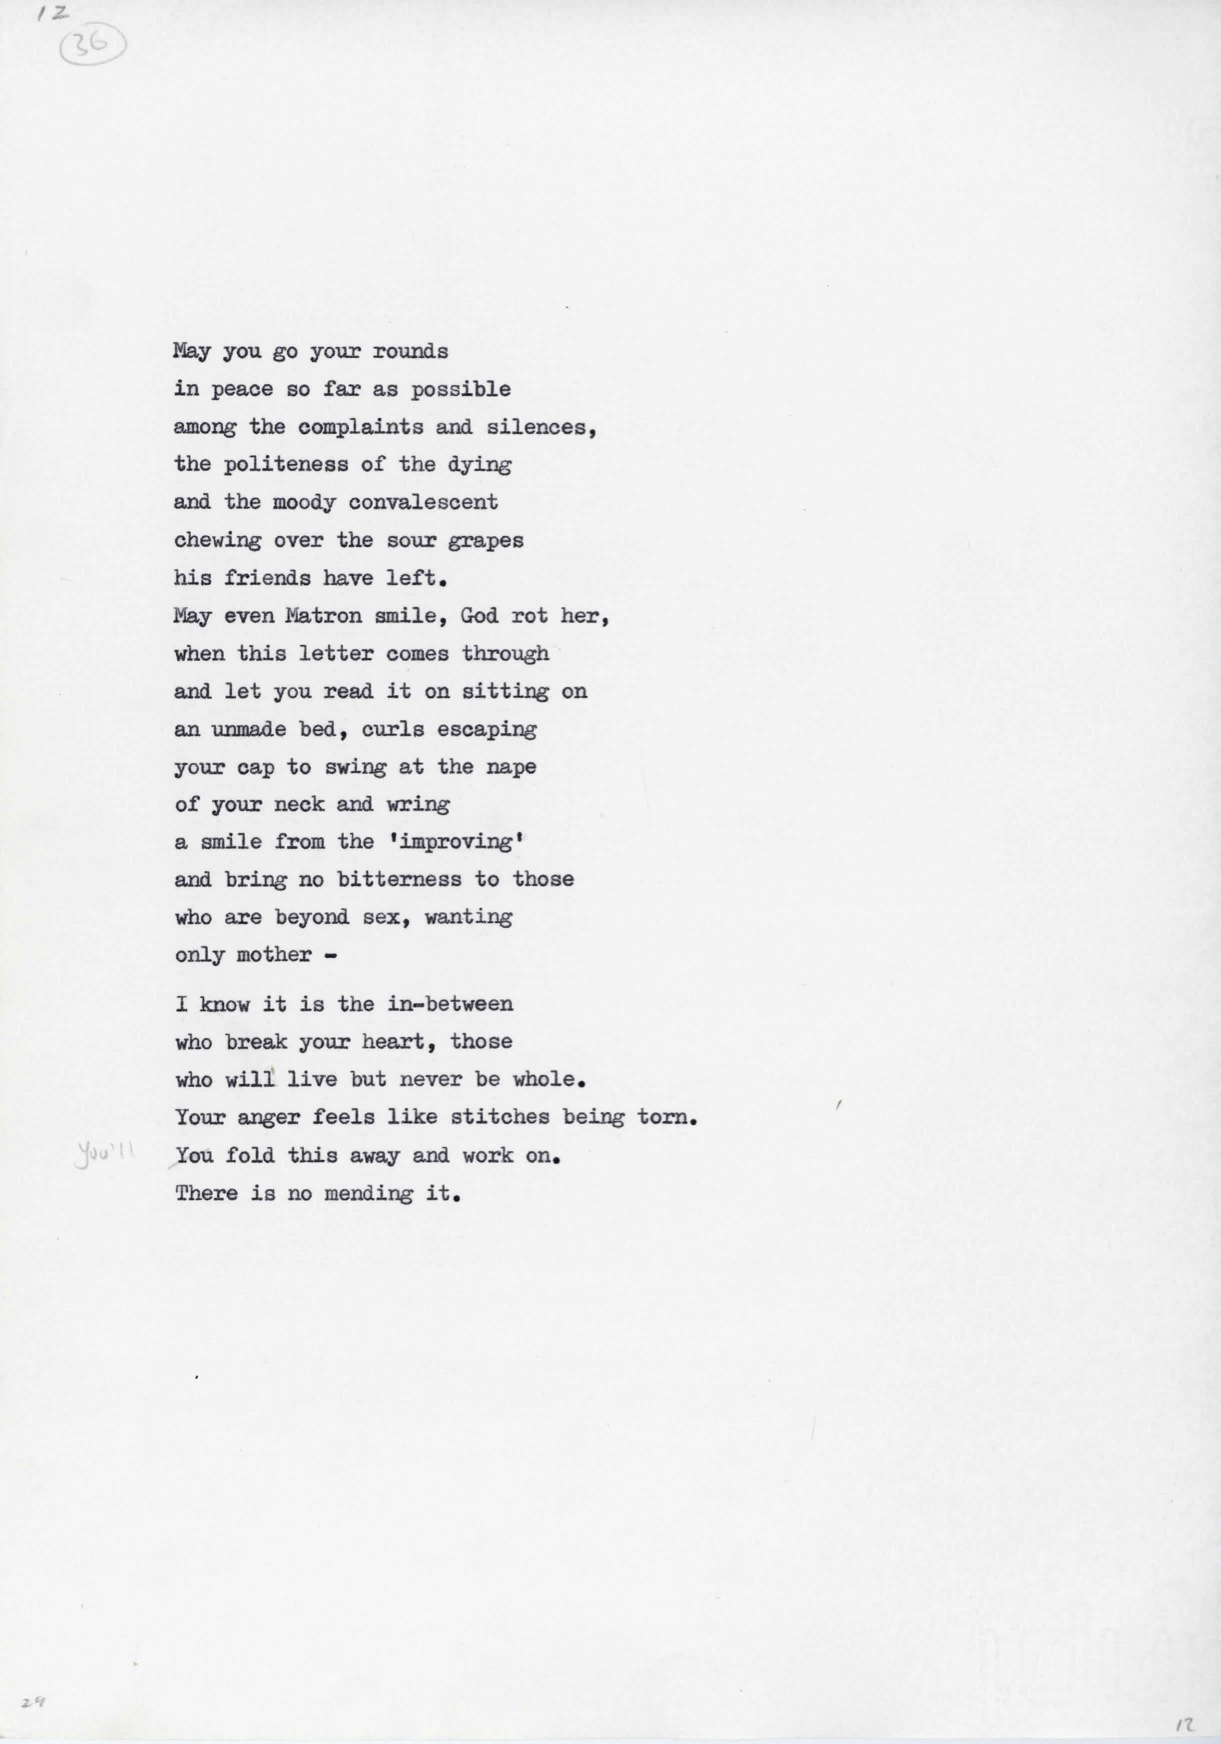 12
36
May you go your rounds
in peace so far as possible
among the complaints and silences,
the politeness of the dying
and the moody convalescent
chewing over the sour grapes
his friends have left.
May even Matron smile, God rot her,
when this letter comes through
and let you read it on sitting on
an unmade bed, curls escaping
your cap to swing at the nape
of your neck and wring
a smile from the 'improving'
and bring no bitterness to those
who are beyond sex, wanting
only mother -
I know it is the in-between
who break your heart, those
who will live but never be whole.
Your anger feels like stitches being torn.
you'll You fold this away and work on.
There is no mending it.
29
12